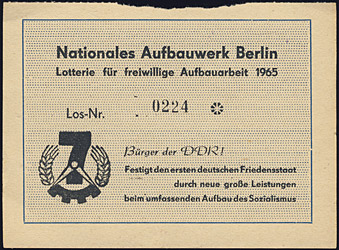 Nationales Aufbauwerk Berlin
Lotterie für freiwillige Aufbauarbeit 1965
Los-Nr. 0224
7
Bürger der DDR!
Festigt den ersten deutschen Friedensstaat
durch neue große Leistungen
beim umfassenden Aufbau des Sozialismus